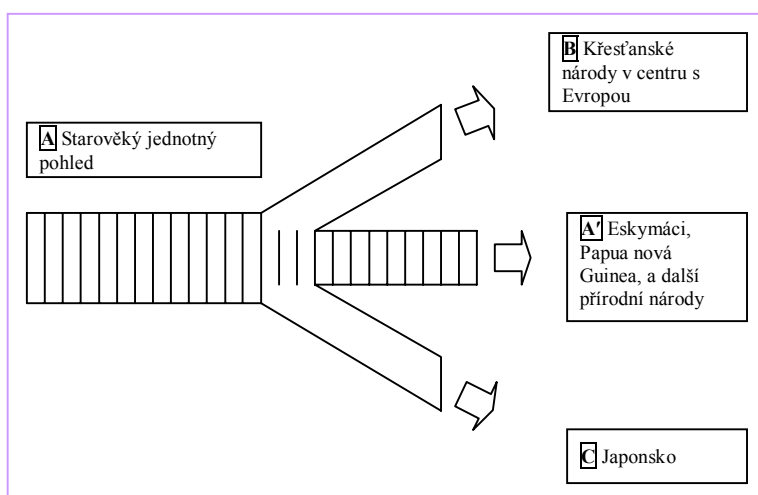 B Křesťanské
národy v centru s
Evropou
A Starověký jednotný
pohled
A' Eskymáci,
Papua nová
Guinea, a další
přírodní národy
C Japonsko